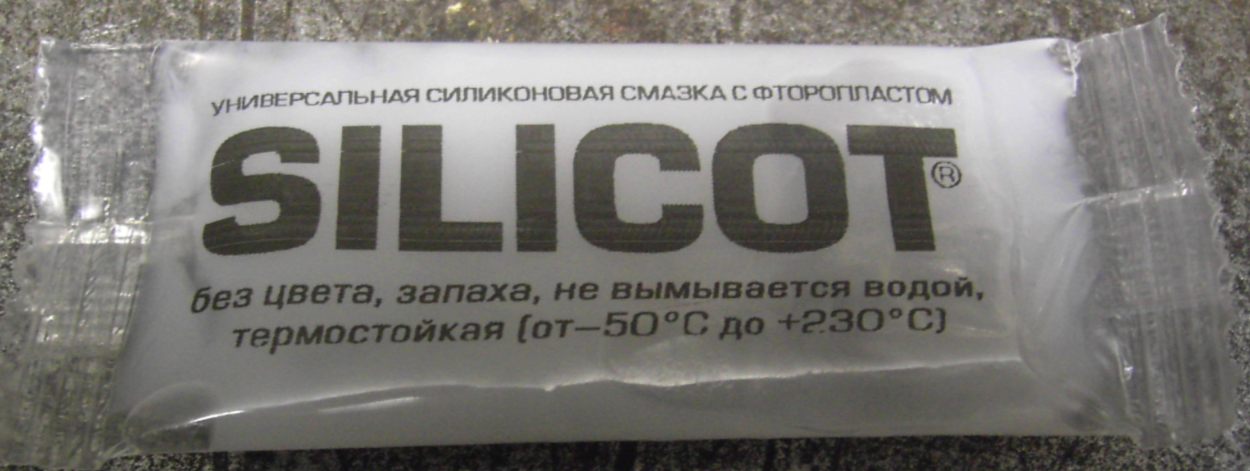 УНИВЕРСАЛЬНАЯ СИЛИКОНОВАЯ СМАЗКА С ФТОРОПЛАСТОМ
SILICOT®
без цвета, запаха, не вымывается водой,
термостойкая (от–50°С до +230°С)